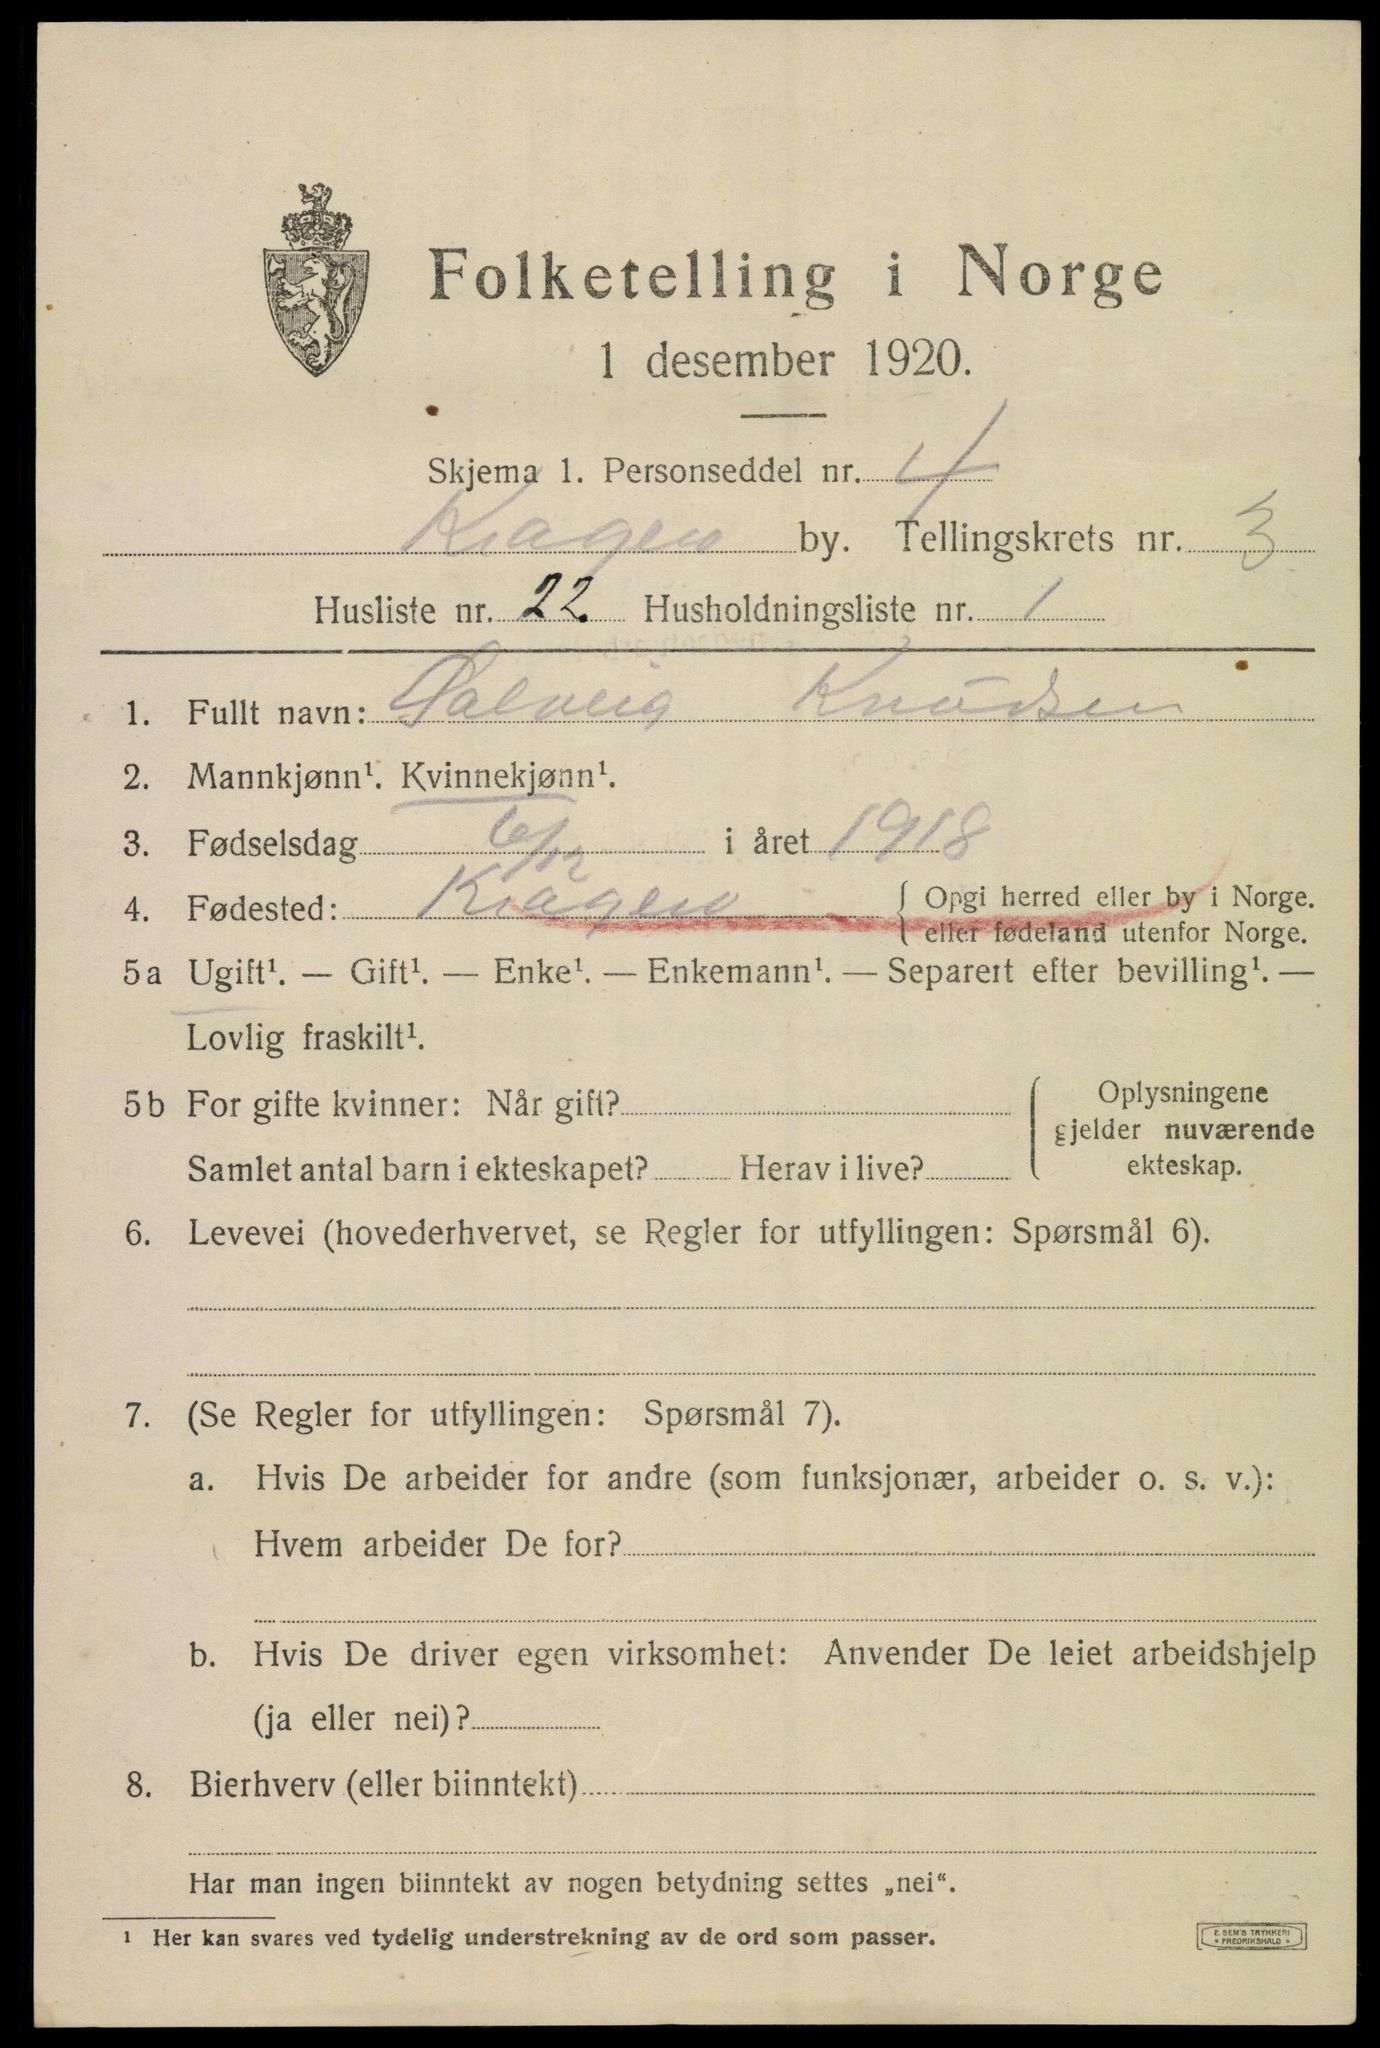 Folketelling i Norge
1 desember 1920.
Skjema 1. Personseddel nr. 4
Kragerø by. Tellingskrets nr. 3
Husliste nr. 22. Husholdningsliste nr. 1
1. Fullt navn: Solveig Knudsen
2. Mannkjønn¹. Kvinnekjønn¹.
3. Fødselsdag 6/12 i året 1918
4. Fødested: Kragerø { Opgi herred eller by i Norge.
eller fødeland utenfor Norge.
5a Ugift¹. — Gift¹. — Enke¹. — Enkemann¹. — Separert efter bevilling¹. —
Lovlig fraskilt¹.
5b For gifte kvinner: Når gift? { Oplysningene
gjelder nuværende
Samlet antal barn i ekteskapet? Herav i live? ekteskap.
6. Levevei (hovederhvervet, se Regler for utfyllingen: Spørsmål 6).
7. (Se Regler for utfyllingen: Spørsmål 7).
a. Hvis De arbeider for andre (som funksjonær, arbeider o. s. v.):
Hvem arbeider De for?
b. Hvis De driver egen virksomhet: Anvender De leiet arbeidshjelp
(ja eller nei)?
8. Bierhverv (eller biinntekt)
Har man ingen biinntekt av nogen betydning settes „nei“.
¹ Her kan svares ved tydelig understrekning av de ord som passer.
E. SEM'S TRYKKERI
• FREDRIKSHALD •